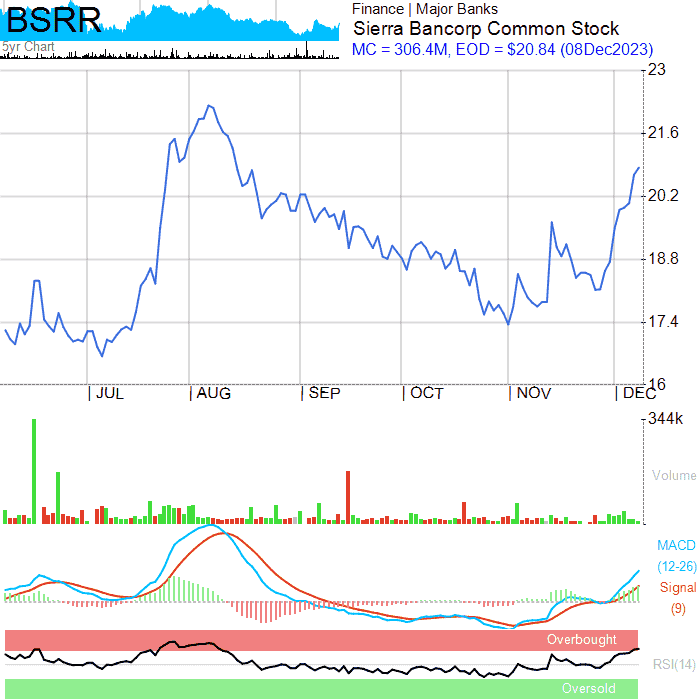 BSRR
5yr Chart
Finance | Major Banks
Sierra Bancorp Common Stock
MC = 306.4M, EOD = $20.84 (08Dec2023)
23
21.6
20.2
18.8
17.4
16
JUL
AUG
SEP
OCT
NOV
DEC
344k
Volume
MACD
(12-26)
Signal
(9)
Overbought
RSI(14)
Oversold